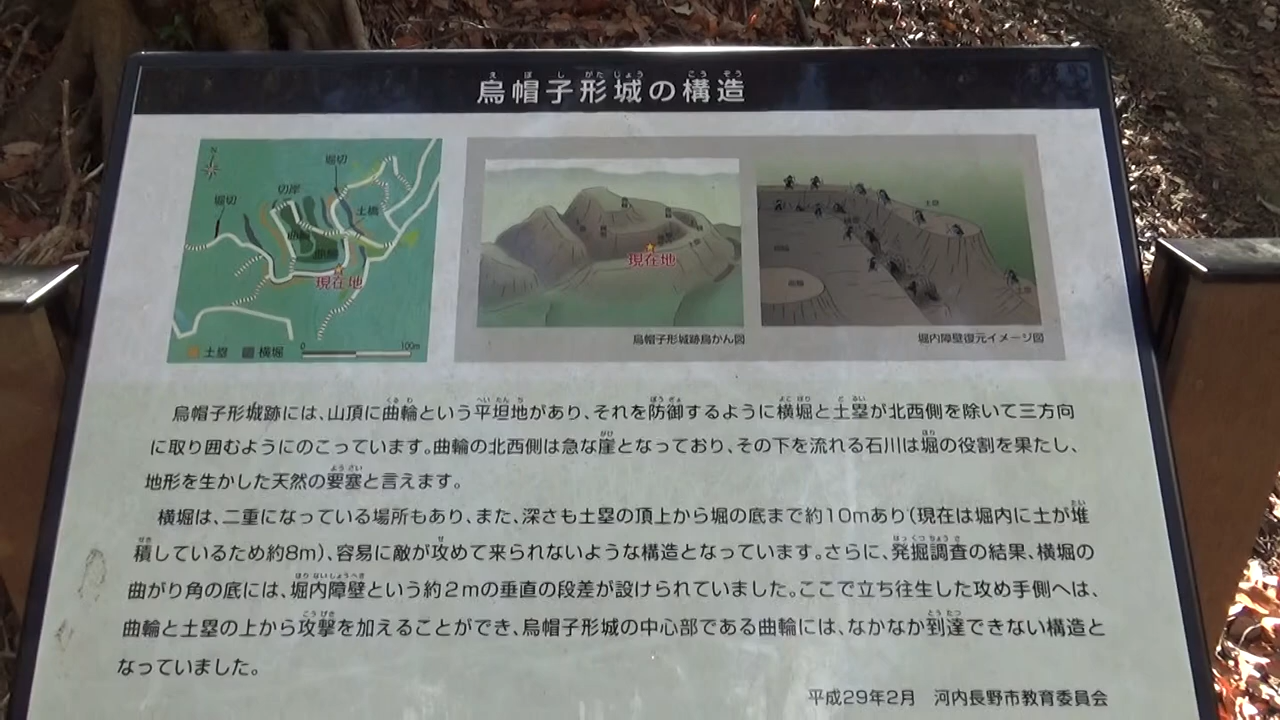 烏帽子形城の構造
えぼしがたじょう こうぞう
N
堀切
堀切
切岸
土橋
曲輪
現在地
土塁 横堀
0 100m
現在地
烏帽子形城跡鳥かん図
土塁
堀内障壁復元イメージ図
烏帽子形城跡には、山頂に曲輪という平坦地があり、それを防御するように横堀と土塁が北西側を除いて三方向
に取り囲むようにのこっています。曲輪の北西側は急な崖となっており、その下を流れる石川は堀の役割を果たし、
地形を生かした天然の要塞と言えます。
横堀は、二重になっている場所もあり、また、深さも土塁の頂上から堀の底まで約10mあり(現在は堀内に土が堆
積しているため約8m)、容易に敵が攻めて来られないような構造となっています。さらに、発掘調査の結果、横堀の
曲がり角の底には、堀内障壁という約2mの垂直の段差が設けられていました。ここで立ち往生した攻め手側へは、
曲輪と土塁の上から攻撃を加えることができ、烏帽子形城の中心部である曲輪には、なかなか到達できない構造と
なっていました。
平成29年2月 河内長野市教育委員会